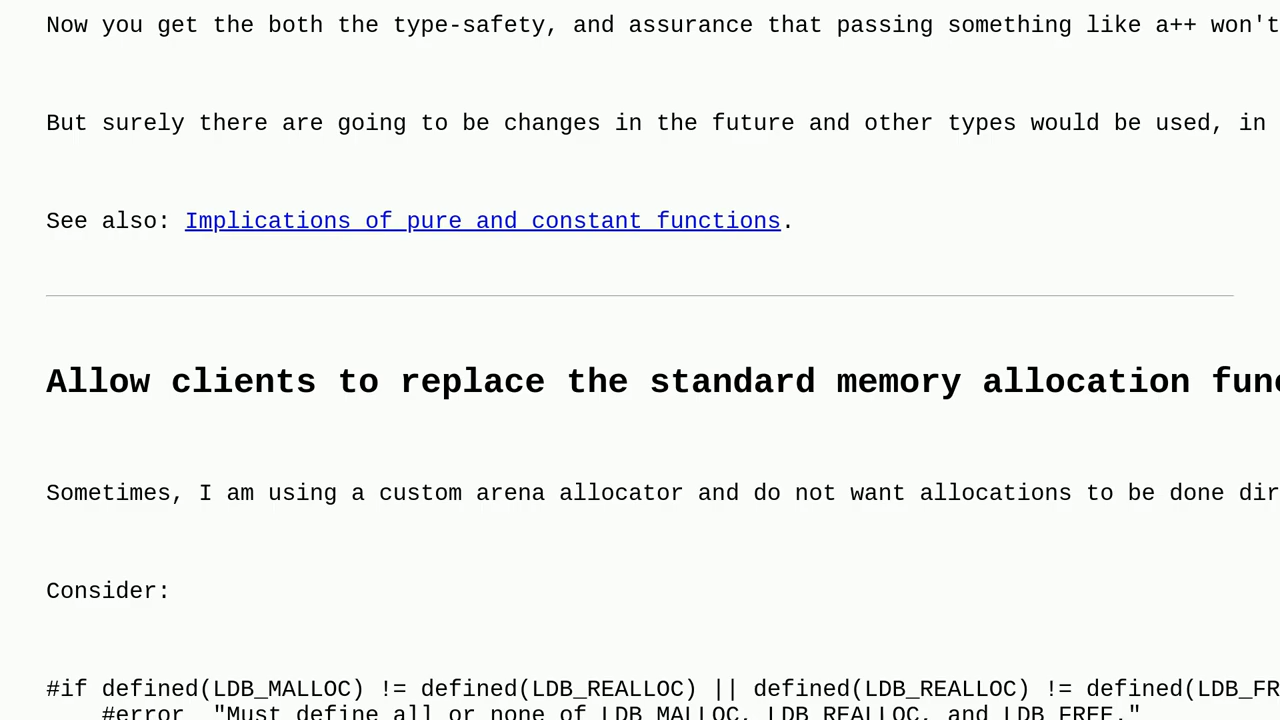 Now you get the both the type-safety, and assurance that passing something like a++ won't
But surely there are going to be changes in the future and other types would be used, in
See also: Implications of pure and constant functions.
Allow clients to replace the standard memory allocation func
Sometimes, I am using a custom arena allocator and do not want allocations to be done dir
Consider:
#if defined(LDB_MALLOC) != defined(LDB_REALLOC) || defined(LDB_REALLOC) != defined(LDB_FR
#error "Must define all or none of LDB_MALLOC, LDB_REALLOC, and LDB_FREE."